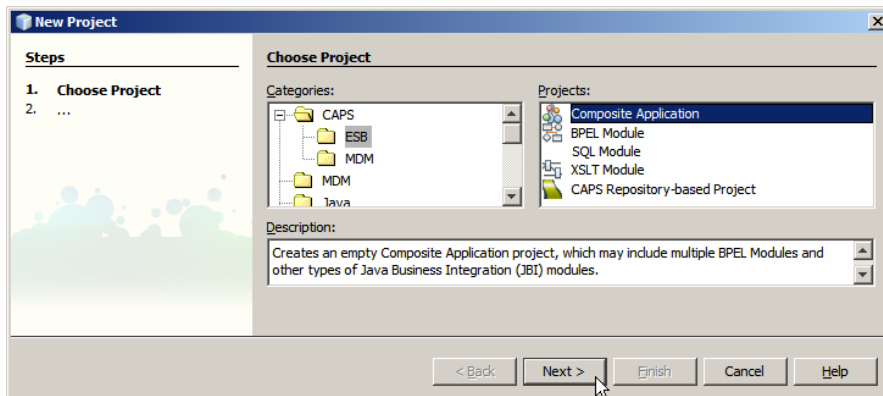 New Project
Steps
1. Choose Project
2. ...
Choose Project
Categories:
CAPS
ESB
MDM
MDM
Java
Projects:
Composite Application
BPEL Module
SQL Module
XSLT Module
CAPS Repository-based Project
Description:
Creates an empty Composite Application project, which may include multiple BPEL Modules and
other types of Java Business Integration (JBI) modules.
< Back
Next >
Finish
Cancel
Help